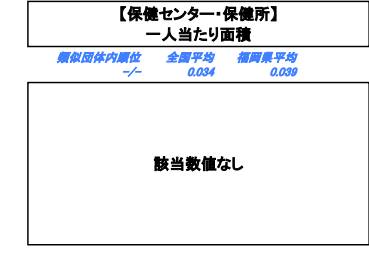 【保健センター・保健所】
一人当たり面積
類似団体内順位 全国平均 福岡県平均
-/- 0.034 0.039
該当数値なし